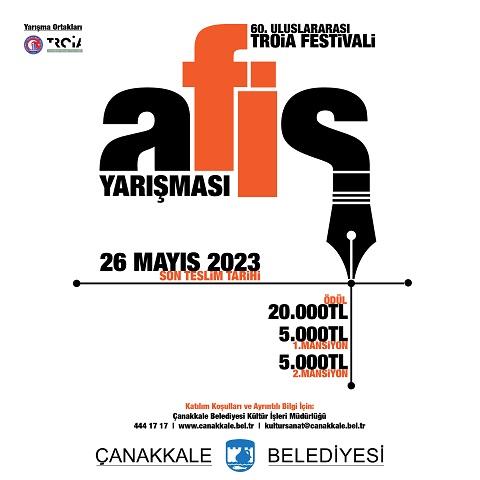 Yarışma Ortakları
TROİA
60. ULUSLARARASI
TROİA FESTİVALİ
afiş
YARIŞMASI
26 MAYIS 2023
SON TESLİM TARİHİ
ÖDÜL
20.000TL
5.000TL
1.MANSİYON
5.000TL
2.MANSİYON
Katılım Koşulları ve Ayrıntılı Bilgi İçin:
Çanakkale Belediyesi Kültür İşleri Müdürlüğü
444 17 17 | www.canakkale.bel.tr | kultursanat@canakkale.bel.tr
ÇANAKKALE BELEDİYESİ